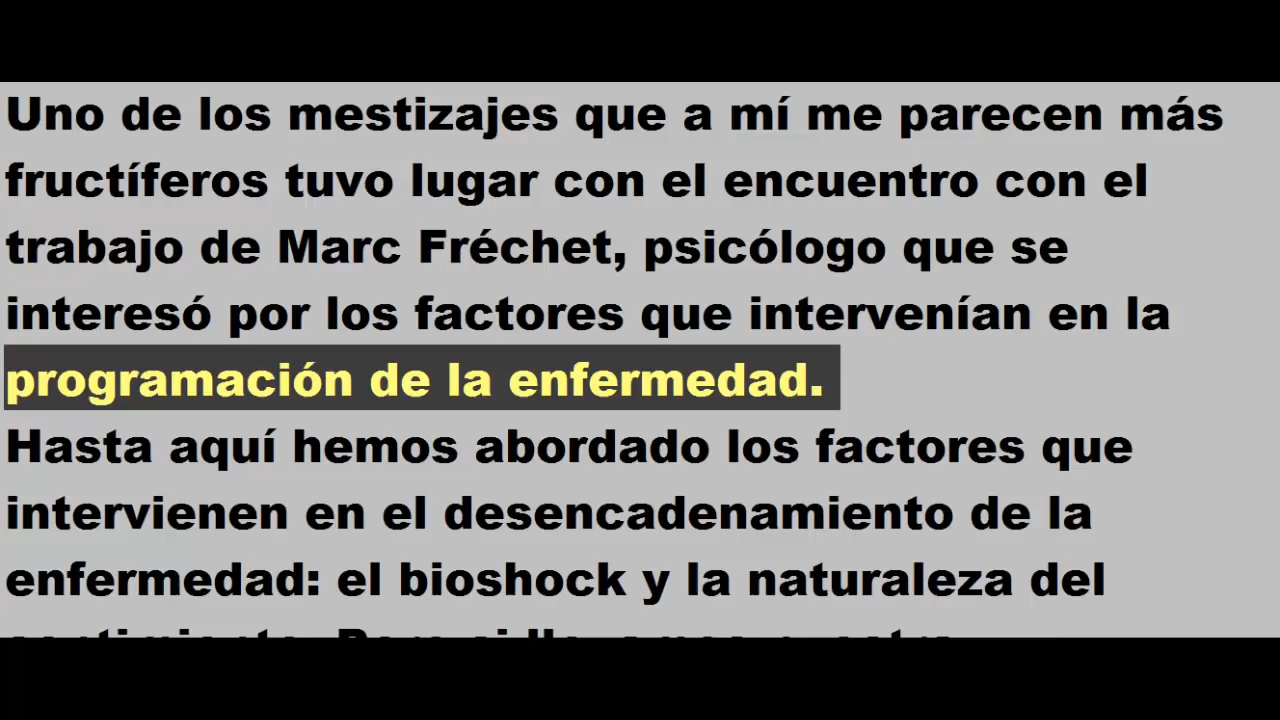 Uno de los mestizajes que a mí me parecen más
fructíferos tuvo lugar con el encuentro con el
trabajo de Marc Fréchet, psicólogo que se
interesó por los factores que intervenían en la
programación de la enfermedad.
Hasta aquí hemos abordado los factores que
intervienen en el desencadenamiento de la
enfermedad: el bioshock y la naturaleza del